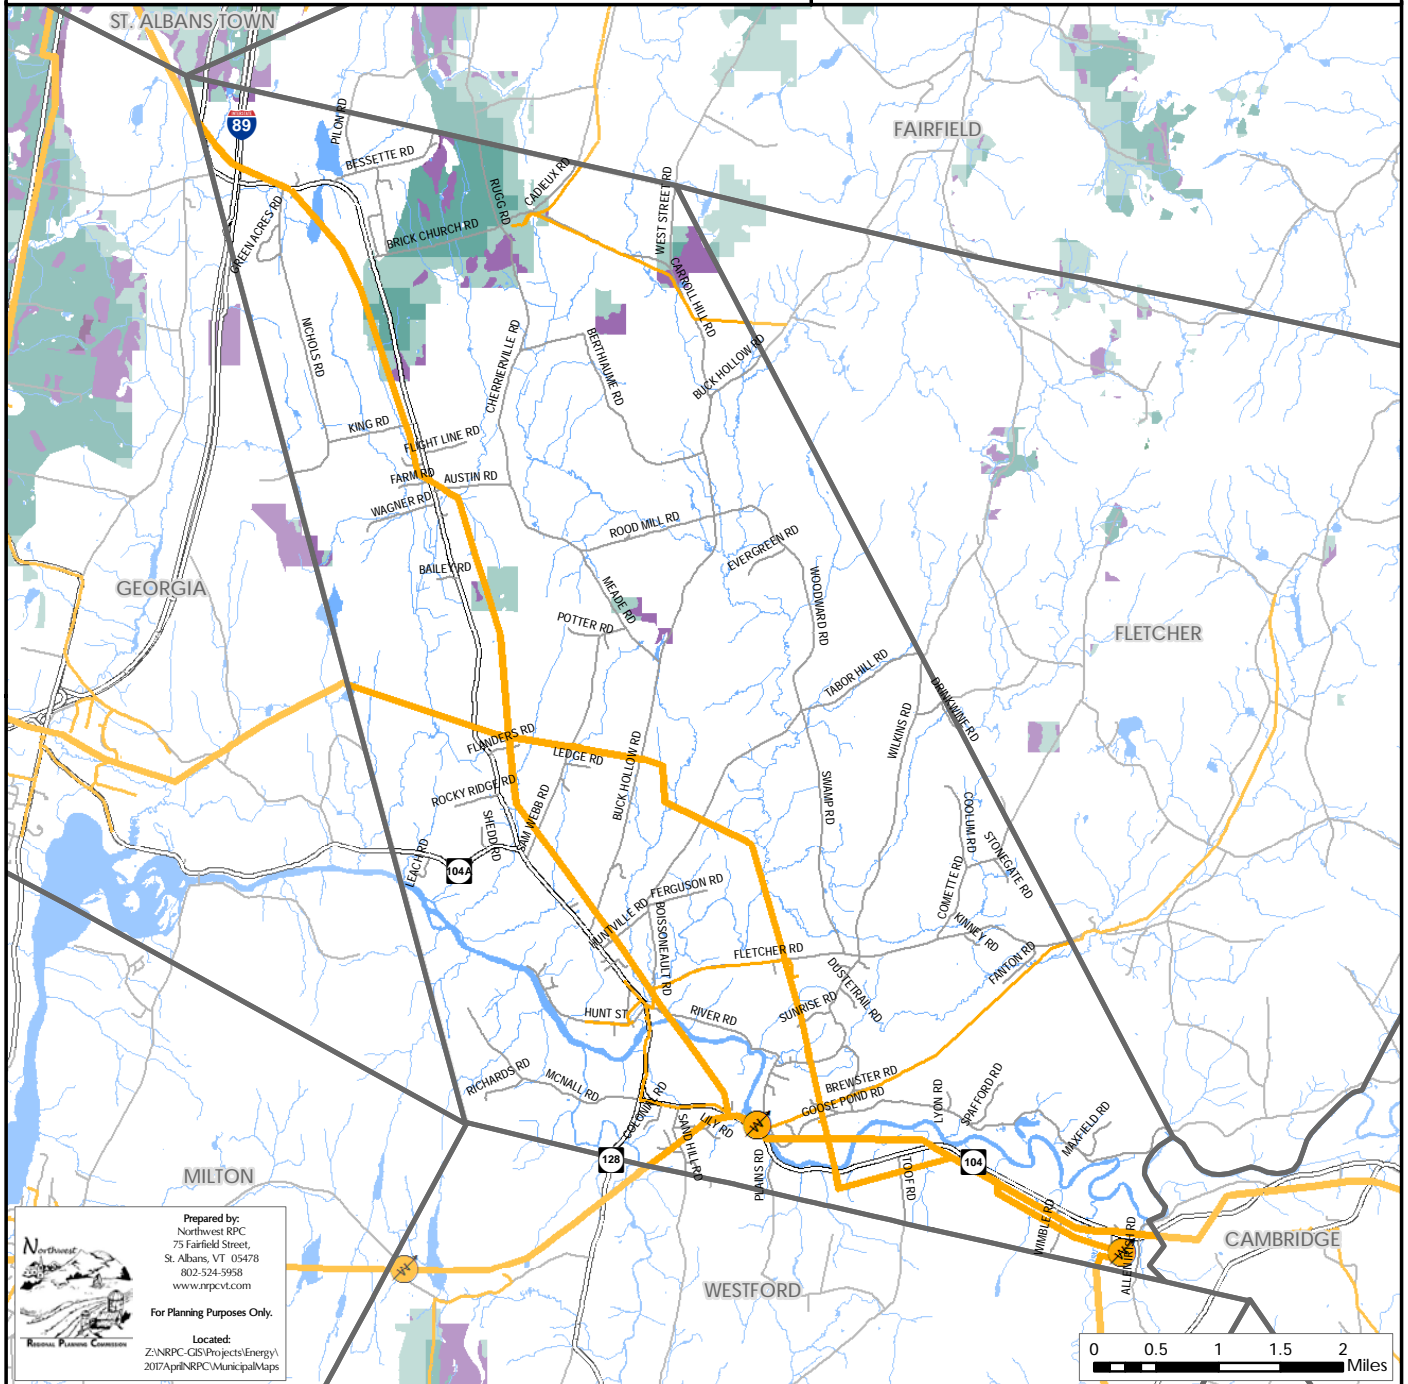 ST. ALBANS TOWN
INTERSTATE
89
FAIRFIELD
PILON RD
BESSETTE RD
RUGG RD
CADIEUX RD
WEST STREET RD
GREEN ACRES RD
BRICK CHURCH RD
CARROLL HILL RD
NICHOLS RD
CHERRIERVILLE RD
BERTHIAUME RD
BUCK HOLLOW RD
KING RD
FLIGHT LINE RD
FARM RD
AUSTIN RD
WAGNER RD
ROOD MILL RD
EVERGREEN RD
BAILEY RD
GEORGIA
MEADE RD
WOODWARD RD
POTTER RD
FLETCHER
TABOR HILL RD
DRINKWINE RD
WILKINS RD
FLANDERS RD
LEDGE RD
BUCK HOLLOW RD
ROCKY RIDGE RD
SAM WEBB RD
SWAMP RD
SHEDD RD
COOLUM RD
STONEGATE RD
LEACH RD
104A
FERGUSON RD
COMETTE RD
HUNTVILLE RD
BOISSONEAULT RD
KINNEY RD
FLETCHER RD
FANTON RD
DUSTETRAIL RD
SUNRISE RD
HUNT ST
RIVER RD
RICHARDS RD
MCNALL RD
BREWSTER RD
GOOSE POND RD
COLONIAL RD
LYON RD
SPAFFORD RD
MAXFIELD RD
LILY RD
SAND HILL RD
PLAINS RD
128
104
TOOF RD
MILTON
WIMBLE RD
ALLEN IRISH RD
CAMBRIDGE
WESTFORD
Northwest
REGIONAL PLANNING COMMISSION
Prepared by:
Northwest RPC
75 Fairfield Street,
St. Albans, VT 05478
802-524-5958
www.nrpcvt.com
For Planning Purposes Only.
Located:
Z:\NRPC-GIS\Projects\Energy\
2017AprilNRPC\MunicipalMaps
0 0.5 1 1.5 2
Miles